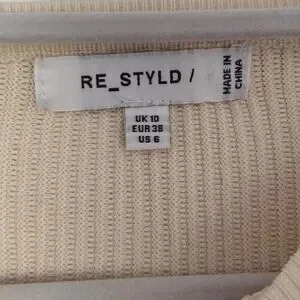 RE_STYLD /
MADE IN
CHINA
UK 10
EUR 38
US 6